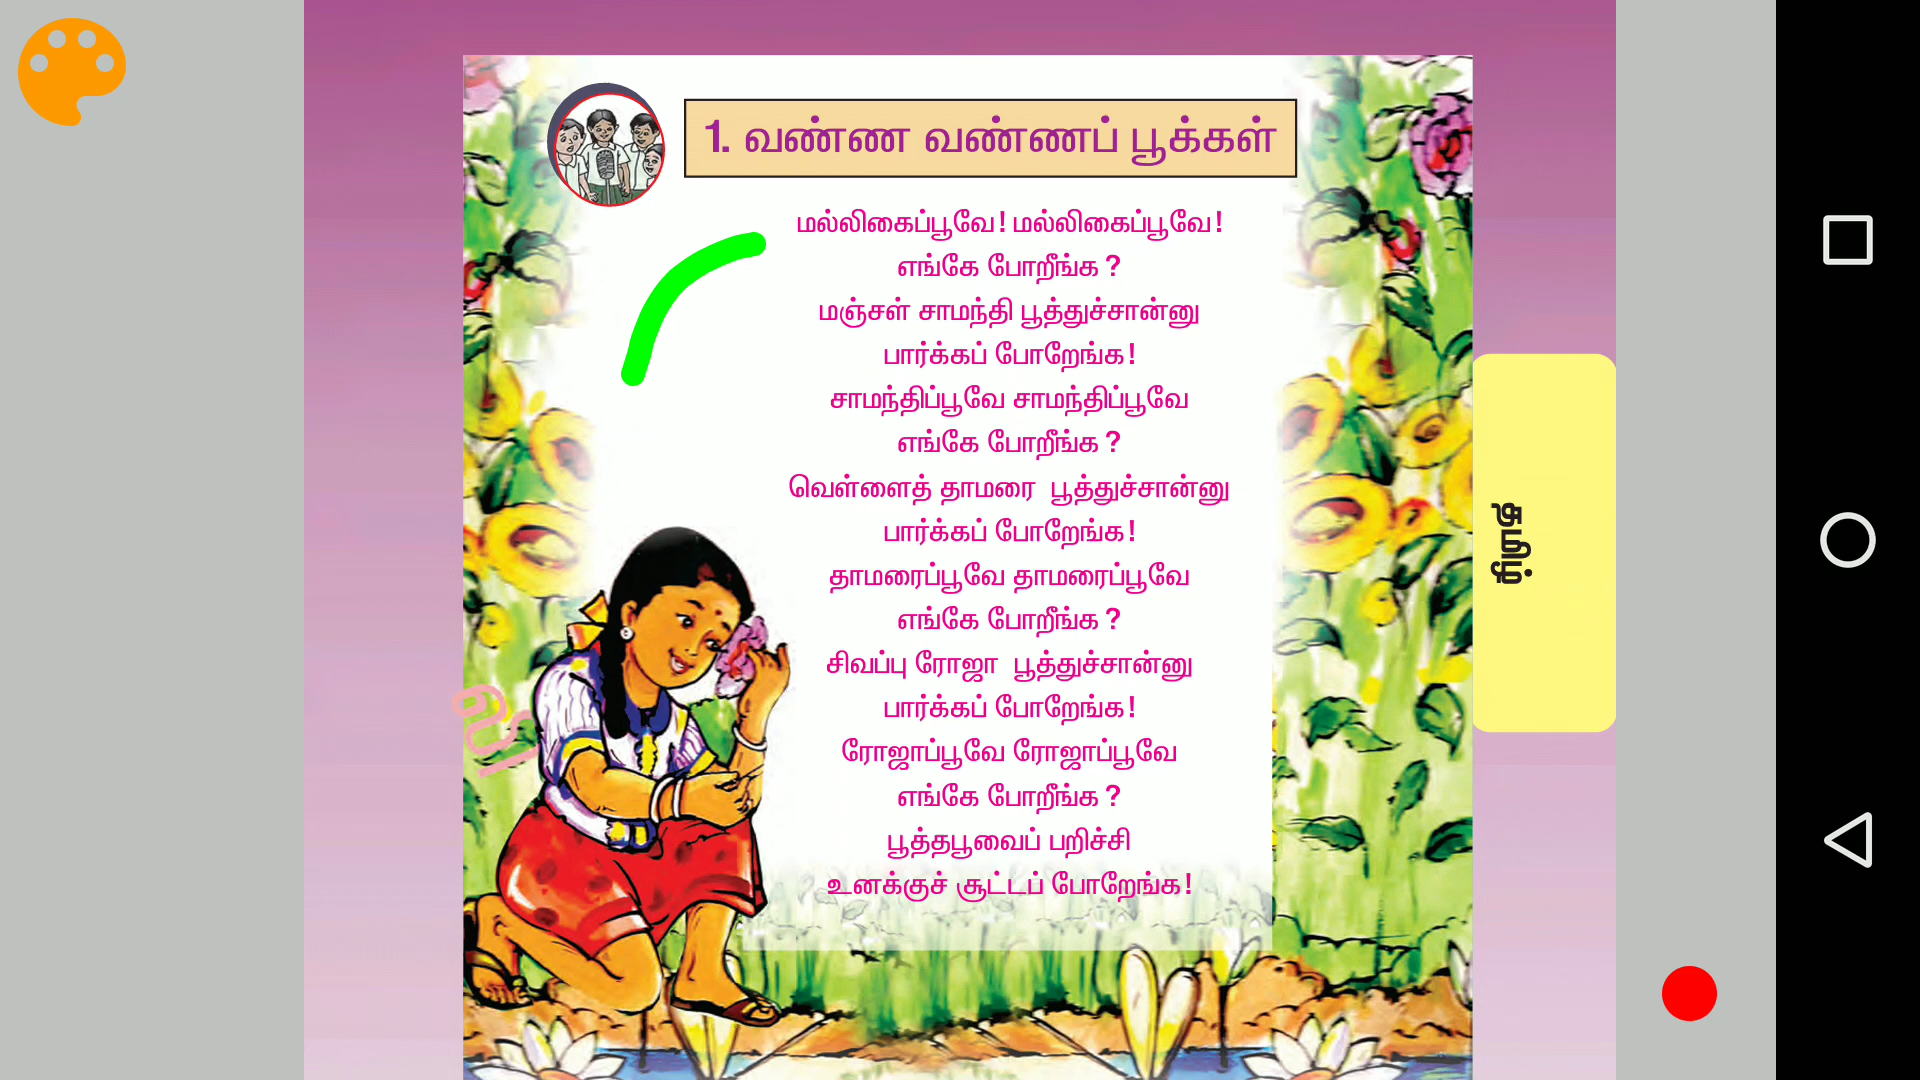 1. வண்ண வண்ணப் பூக்கள்
மல்லிகைப்பூவே! மல்லிகைப்பூவே!
எங்கே போறீங்க ?
மஞ்சள் சாமந்தி பூத்துச்சான்னு
பார்க்கப் போறேங்க!
சாமந்திப்பூவே சாமந்திப்பூவே
எங்கே போறீங்க ?
வெள்ளைத் தாமரை பூத்துச்சான்னு
பார்க்கப் போறேங்க!
தாமரைப்பூவே தாமரைப்பூவே
எங்கே போறீங்க ?
சிவப்பு ரோஜா பூத்துச்சான்னு
பார்க்கப் போறேங்க!
ரோஜாப்பூவே ரோஜாப்பூவே
எங்கே போறீங்க ?
பூத்தபூவைப் பறிச்சி
உனக்குச் சூட்டப் போறேங்க!
தமிழ்